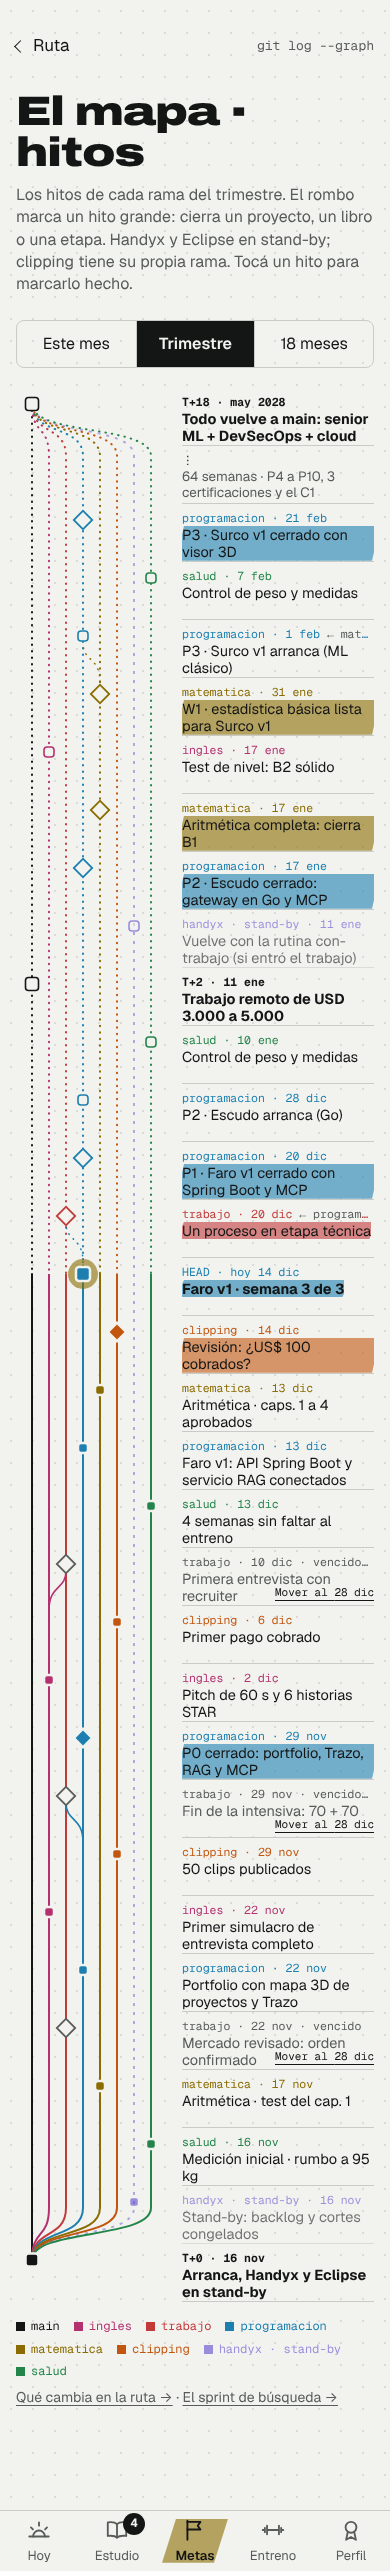 Ruta
git log --graph
El mapa ·
hitos
Los hitos de cada rama del trimestre. El rombo
marca un hito grande: cierra un proyecto, un libro
o una etapa. Handyx y Eclipse en stand-by;
clipping tiene su propia rama. Tocá un hito para
marcarlo hecho.
Este mes
Trimestre
18 meses
T+18 · may 2028
Todo vuelve a main: senior
ML + DevSecOps + cloud
⋮
64 semanas · P4 a P10, 3
certificaciones y el C1
programacion · 21 feb
P3 · Surco v1 cerrado con
visor 3D
salud · 7 feb
Control de peso y medidas
programacion · 1 feb ← mat…
P3 · Surco v1 arranca (ML
clásico)
matematica · 31 ene
W1 · estadística básica lista
para Surco v1
ingles · 17 ene
Test de nivel: B2 sólido
matematica · 17 ene
Aritmética completa: cierra
B1
programacion · 17 ene
P2 · Escudo cerrado:
gateway en Go y MCP
handyx · stand-by · 11 ene
Vuelve con la rutina con-
trabajo (si entró el trabajo)
T+2 · 11 ene
Trabajo remoto de USD
3.000 a 5.000
salud · 10 ene
Control de peso y medidas
programacion · 28 dic
P2 · Escudo arranca (Go)
programacion · 20 dic
P1 · Faro v1 cerrado con
Spring Boot y MCP
trabajo · 20 dic ← program…
Un proceso en etapa técnica
HEAD · hoy 14 dic
Faro v1 · semana 3 de 3
clipping · 14 dic
Revisión: ¿US$ 100
cobrados?
matematica · 13 dic
Aritmética · caps. 1 a 4
aprobados
programacion · 13 dic
Faro v1: API Spring Boot y
servicio RAG conectados
salud · 13 dic
4 semanas sin faltar al
entreno
trabajo · 10 dic · vencido…
Primera entrevista con
recruiter
Mover al 28 dic
clipping · 6 dic
Primer pago cobrado
ingles · 2 dic
Pitch de 60 s y 6 historias
STAR
programacion · 29 nov
P0 cerrado: portfolio, Trazo,
RAG y MCP
trabajo · 29 nov · vencido…
Fin de la intensiva: 70 + 70
Mover al 28 dic
clipping · 29 nov
50 clips publicados
ingles · 22 nov
Primer simulacro de
entrevista completo
programacion · 22 nov
Portfolio con mapa 3D de
proyectos y Trazo
trabajo · 22 nov · vencido
Mercado revisado: orden
confirmado
Mover al 28 dic
matematica · 17 nov
Aritmética · test del cap. 1
salud · 16 nov
Medición inicial · rumbo a 95
kg
handyx · stand-by · 16 nov
Stand-by: backlog y cortes
congelados
T+0 · 16 nov
Arranca, Handyx y Eclipse
en stand-by
main ingles trabajo programacion
matematica clipping handyx · stand-by
salud
Qué cambia en la ruta → · El sprint de búsqueda →
4
Hoy
Estudio
Metas
Entreno
Perfil